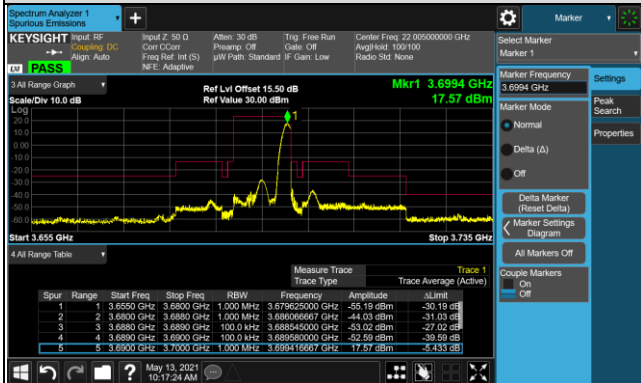 Spectrum Analyzer 1
Spurious Emissions
Marker
KEYSIGHT Input: RF Input Z: 50 Ω Atten: 30 dB Trig: Free Run Center Freq: 22.005000000 GHz
Coupling: DC Corr CCorr Preamp: Off Gate: Off Avg|Hold: 100/100
Align: Auto Freq Ref: Int (S) µW Path: Standard IF Gain: Low Radio Std: None
NFE: Adaptive
LXI PASS
3 All Range Graph
Ref Lvl Offset 15.50 dB Mkr1 3.6994 GHz
Scale/Div 10.0 dB Ref Value 30.00 dBm 17.57 dBm
Log
1
20.0
10.0
0.00
-10.0
-20.0
-30.0
-40.0
-50.0
-60.0
Start 3.655 GHz Stop 3.735 GHz
4 All Range Table
Measure Trace Trace 1
Trace Type Trace Average (Active)
Spur Range Start Freq Stop Freq RBW Frequency Amplitude ΔLimit
1 1 3.6550 GHz 3.6800 GHz 1.000 MHz 3.679625000 GHz -55.19 dBm -30.19 dB
2 2 3.6800 GHz 3.6880 GHz 1.000 MHz 3.686066667 GHz -44.03 dBm -31.03 dB
3 3 3.6880 GHz 3.6890 GHz 100.0 kHz 3.688545000 GHz -53.02 dBm -27.02 dB
4 4 3.6890 GHz 3.6900 GHz 100.0 kHz 3.689580000 GHz -52.59 dBm -39.59 dB
5 5 3.6900 GHz 3.7000 GHz 1.000 MHz 3.699416667 GHz 17.57 dBm -5.433 dB
May 13, 2021
10:17:24 AM
Select Marker
Marker 1
Marker Frequency
3.6994 GHz
Marker Mode
Normal
Delta (Δ)
Off
Delta Marker
(Reset Delta)
Marker Settings
Diagram
All Markers Off
Couple Markers
On
Off
Settings
Peak
Search
Properties